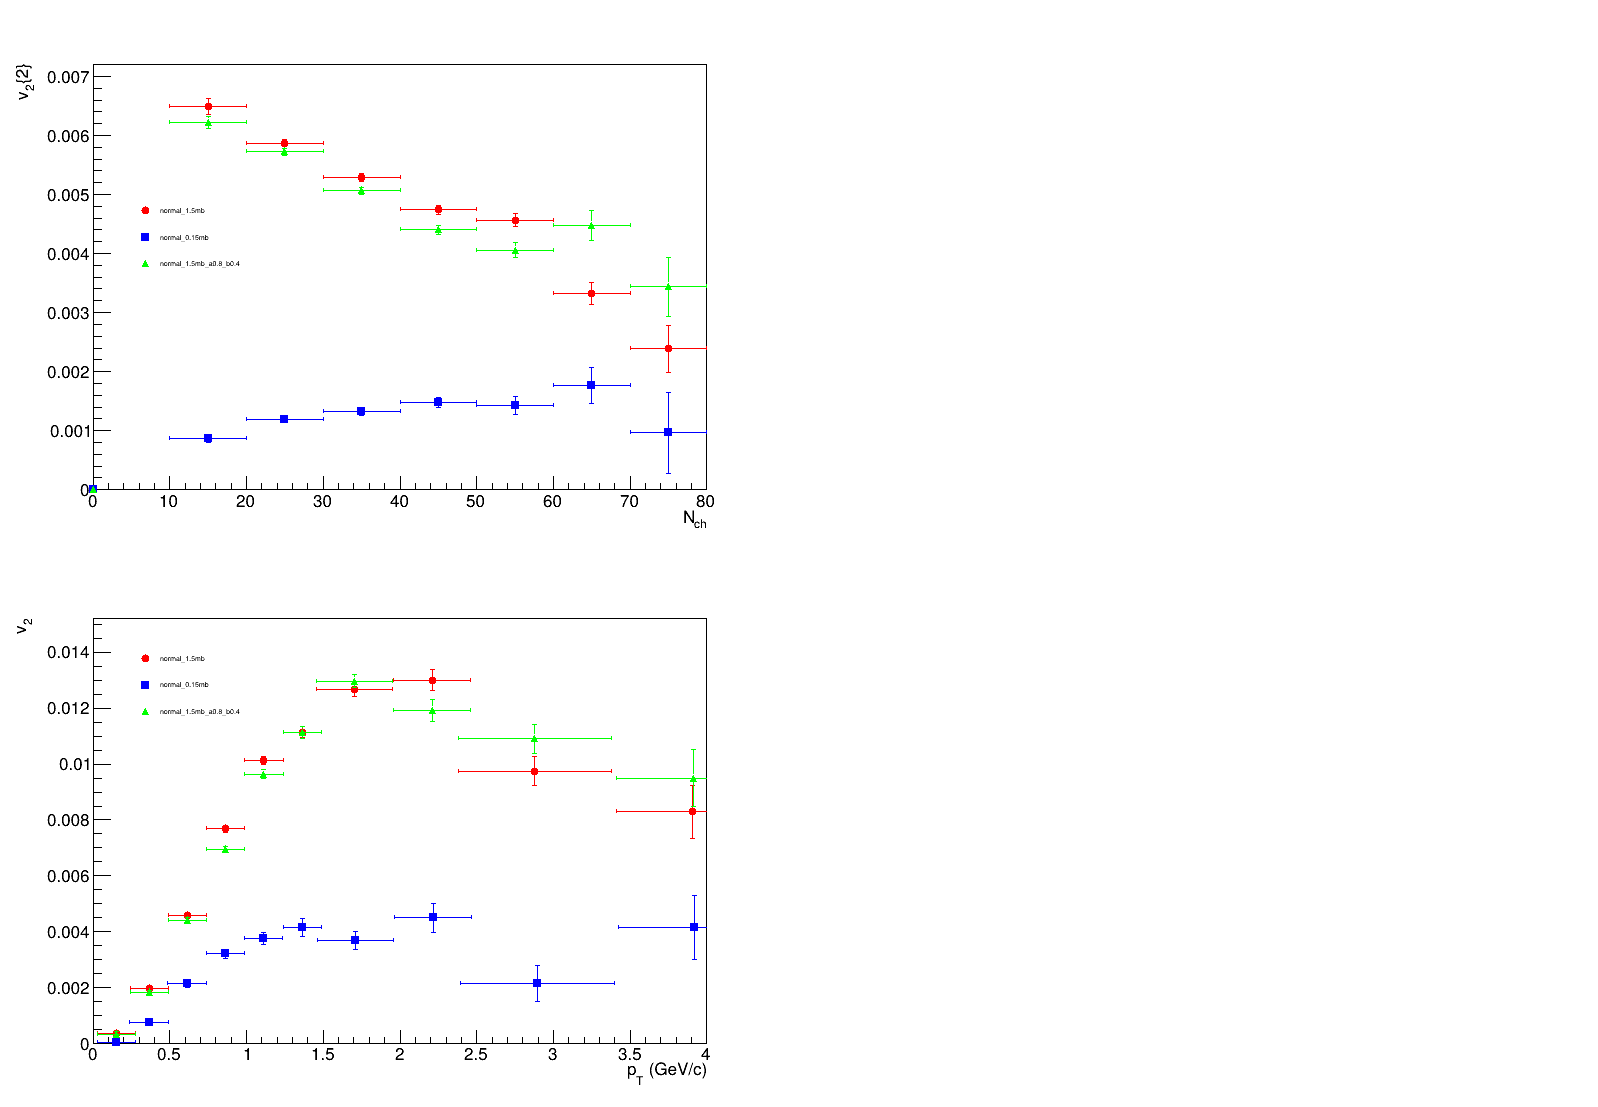 v2{2}
0.007
0.006
0.005
0.004
0.003
0.002
0.001
0
normal_1.5mb
normal_0.15mb
normal_1.5mb_a0.8_b0.4
0 10 20 30 40 50 60 70 80
Nch
v2
0.014
0.012
0.01
0.008
0.006
0.004
0.002
0
normal_1.5mb
normal_0.15mb
normal_1.5mb_a0.8_b0.4
0 0.5 1 1.5 2 2.5 3 3.5 4
pT (GeV/c)